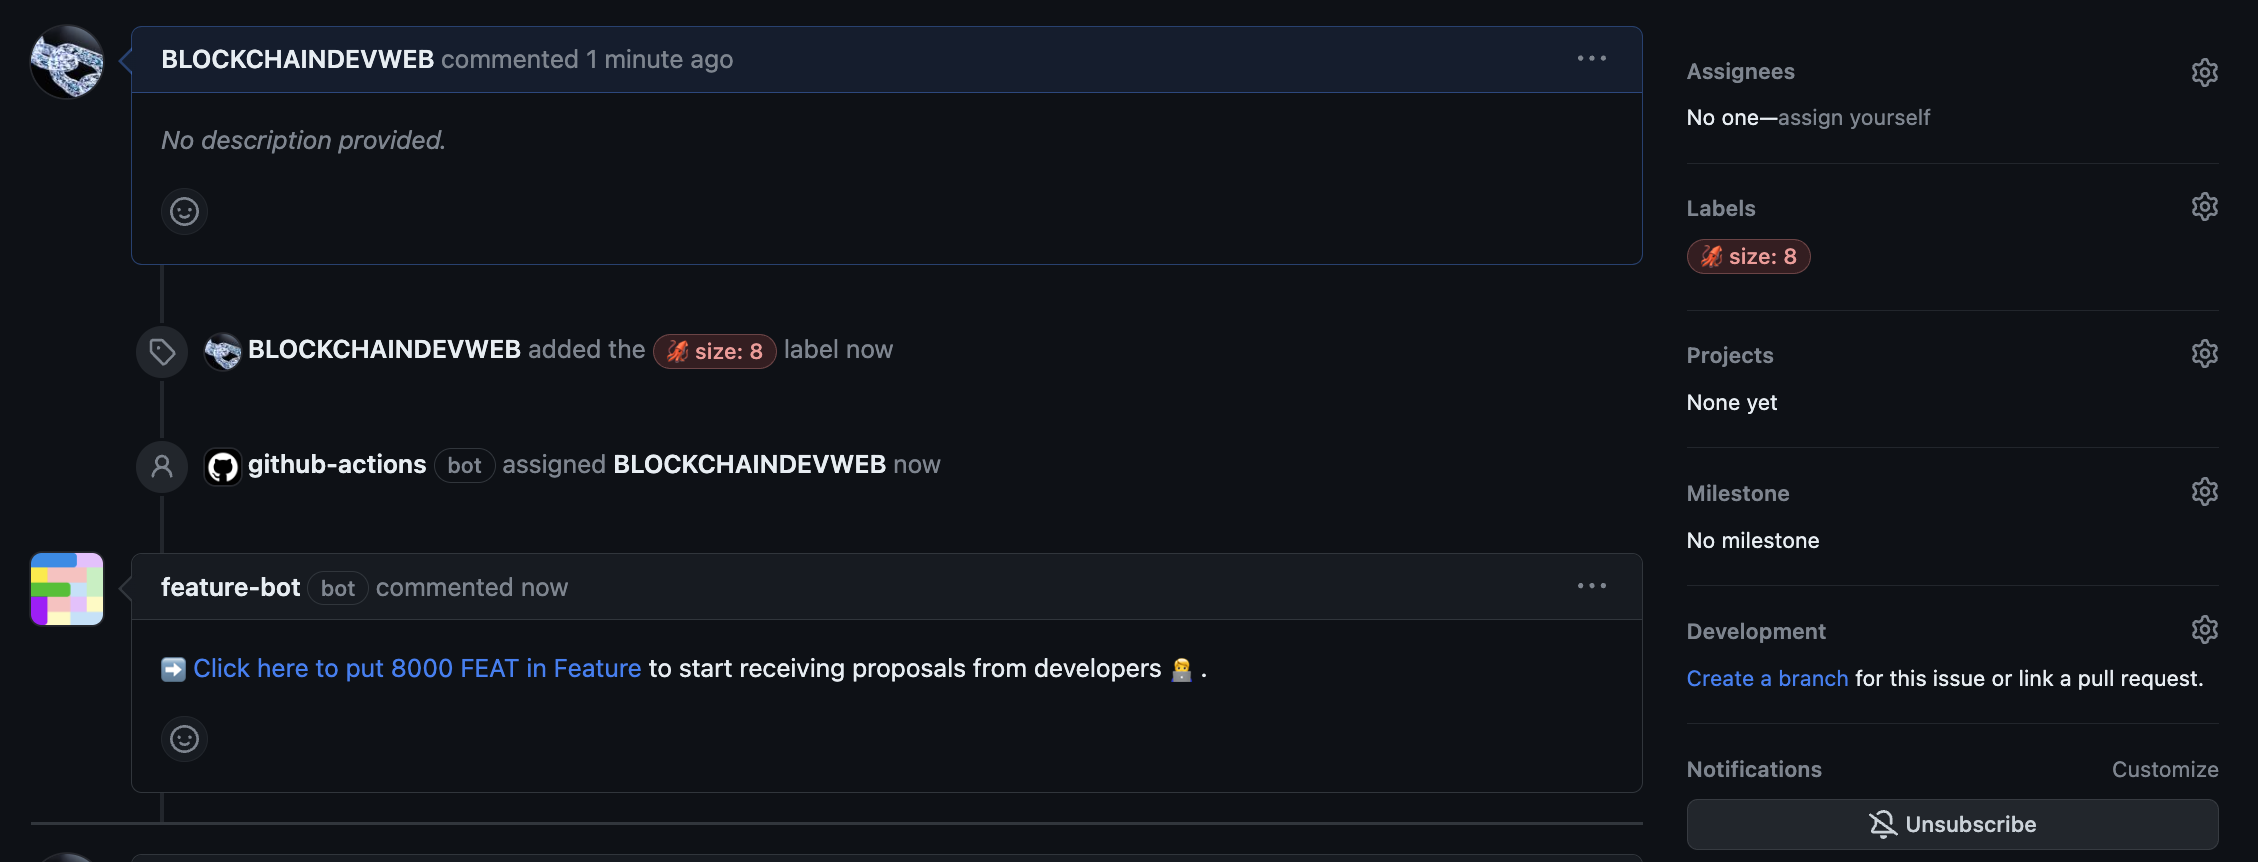 BLOCKCHAINDEVWEB commented 1 minute ago
No description provided.
BLOCKCHAINDEVWEB added the size: 8 label now
github-actions bot assigned BLOCKCHAINDEVWEB now
feature-bot bot commented now
➡️ Click here to put 8000 FEAT in Feature to start receiving proposals from developers 🧑‍💻 .
Assignees
No one—assign yourself
Labels
size: 8
Projects
None yet
Milestone
No milestone
Development
Create a branch for this issue or link a pull request.
Notifications
Customize
Unsubscribe